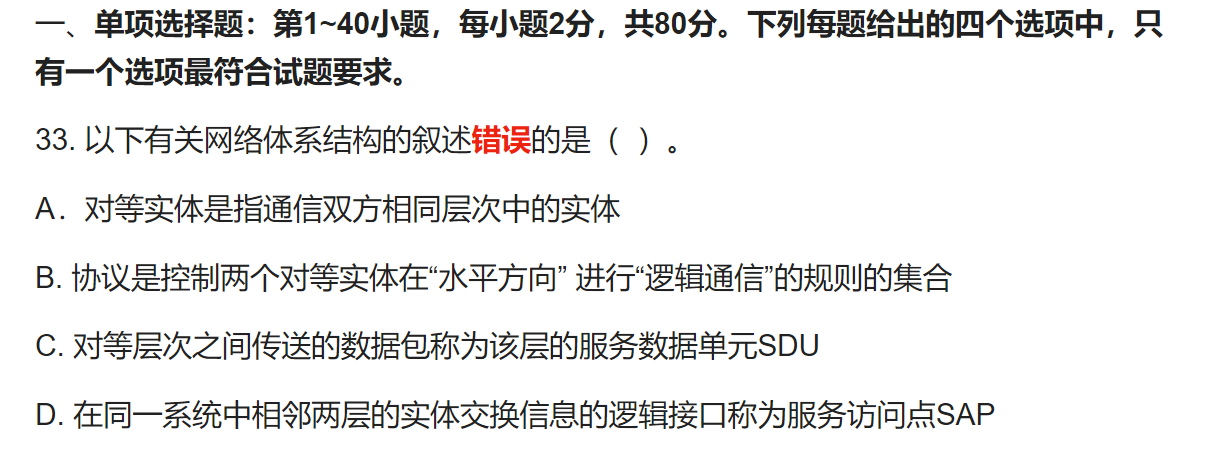 一、单项选择题：第1~40小题，每小题2分，共80分。下列每题给出的四个选项中，只
有一个选项最符合试题要求。
33. 以下有关网络体系结构的叙述错误的是（  ）。
A．对等实体是指通信双方相同层次中的实体
B. 协议是控制两个对等实体在“水平方向” 进行“逻辑通信”的规则的集合
C. 对等层次之间传送的数据包称为该层的服务数据单元SDU
D. 在同一系统中相邻两层的实体交换信息的逻辑接口称为服务访问点SAP